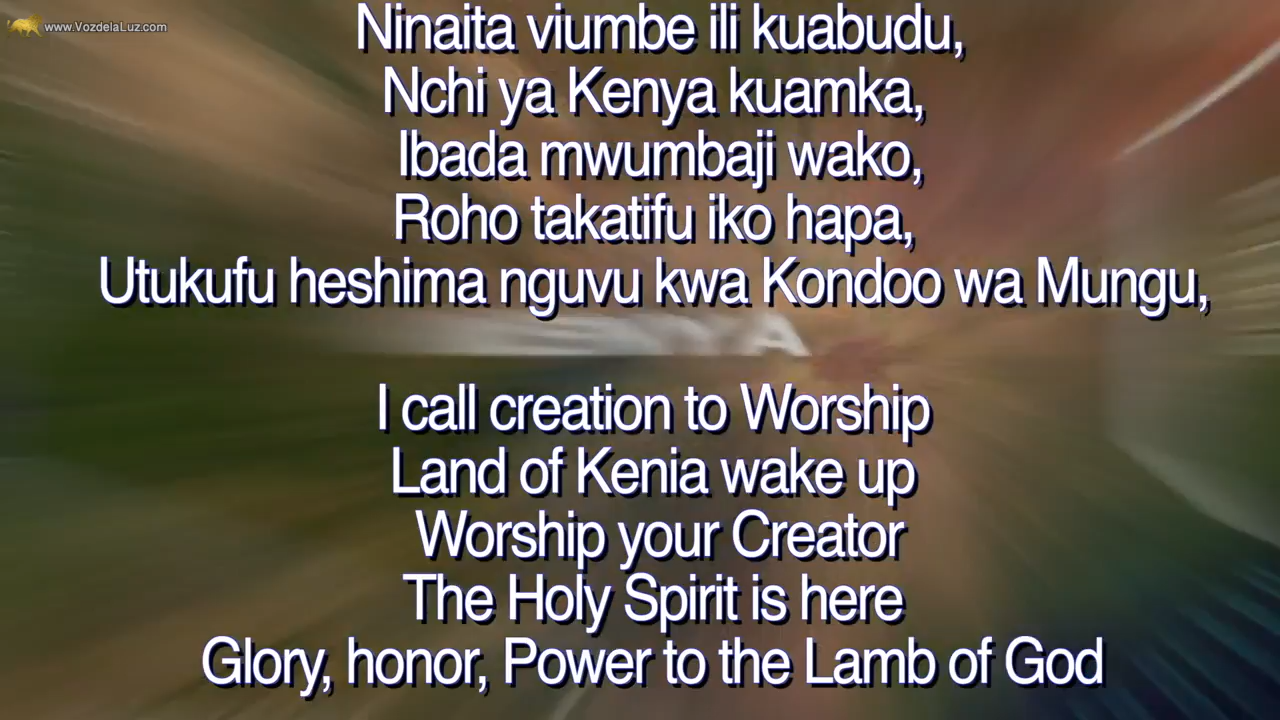 www.VozdelaLuz.com
Ninaita viumbe ili kuabudu,
Nchi ya Kenya kuamka,
Ibada mwumbaji wako,
Roho takatifu iko hapa,
Utukufu heshima nguvu kwa Kondoo wa Mungu,
I call creation to Worship
Land of Kenia wake up
Worship your Creator
The Holy Spirit is here
Glory, honor, Power to the Lamb of God